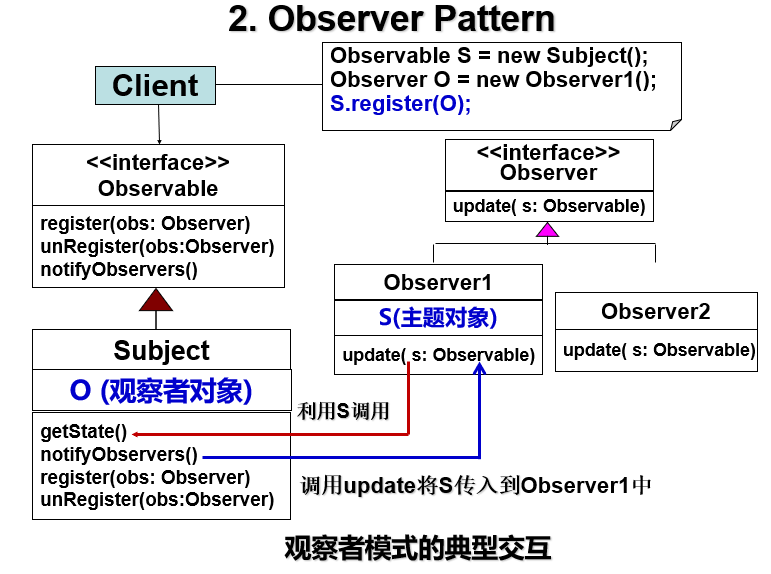 2. Observer Pattern
Client
Observable S = new Subject();
Observer O = new Observer1();
S.register(O);
<<interface>>
Observable
register(obs: Observer)
unRegister(obs:Observer)
notifyObservers()
<<interface>>
Observer
update( s: Observable)
Observer1
S(主题对象)
update( s: Observable)
Observer2
update( s: Observable)
Subject
O (观察者对象)
getState()
notifyObservers()
register(obs: Observer)
unRegister(obs:Observer)
利用S调用
调用update将S传入到Observer1中
观察者模式的典型交互